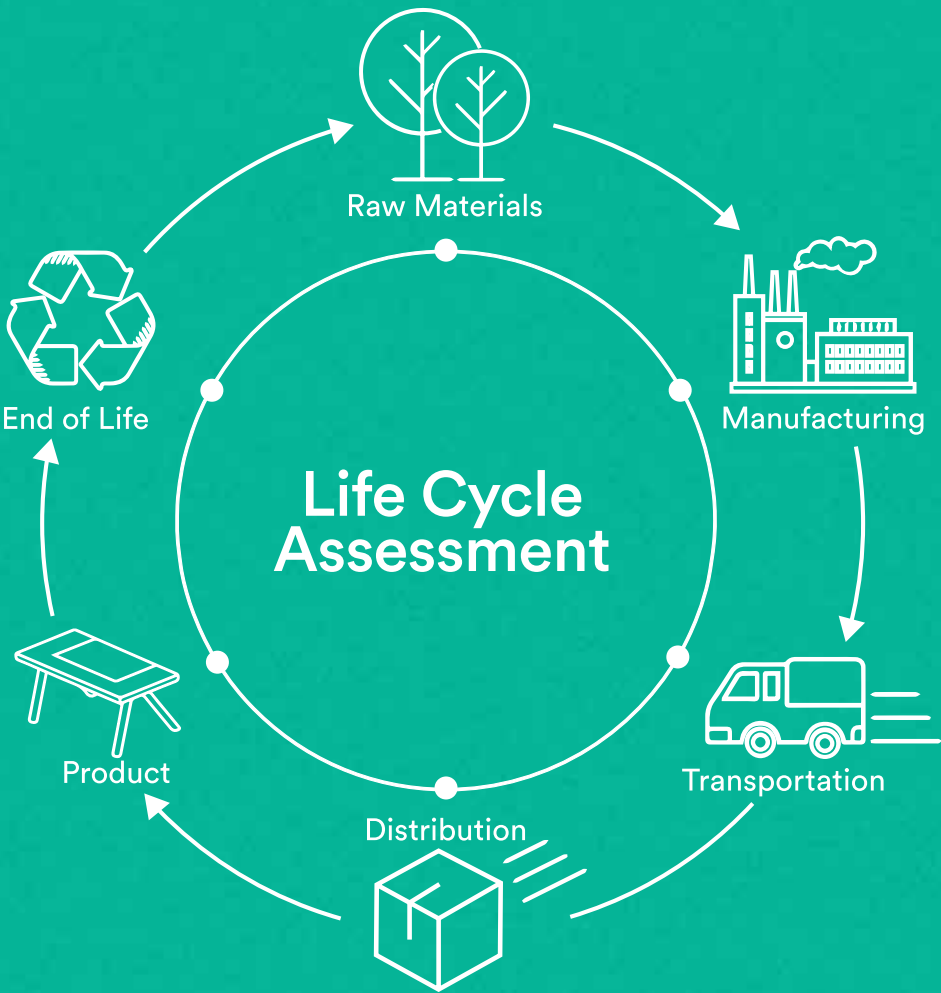 Raw Materials
Manufacturing
Transportation
Distribution
Product
End of Life
Life Cycle
Assessment